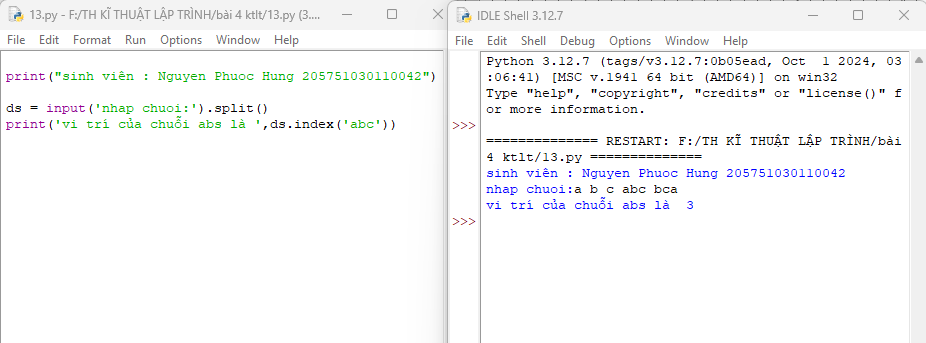 13.py - F:/TH KĨ THUẬT LẬP TRÌNH/bài 4 ktlt/13.py (3....
File Edit Format Run Options Window Help
print("sinh viên : Nguyen Phuoc Hung 205751030110042")
ds = input('nhap chuoi:').split()
print('vi trí của chuỗi abs là ',ds.index('abc'))
IDLE Shell 3.12.7
File Edit Shell Debug Options Window Help
Python 3.12.7 (tags/v3.12.7:0b05ead, Oct  1 2024, 03
:06:41) [MSC v.1941 64 bit (AMD64)] on win32
Type "help", "copyright", "credits" or "license()" f
or more information.
>>>
============== RESTART: F:/TH KĨ THUẬT LẬP TRÌNH/bài
4 ktlt/13.py ==============
sinh viên : Nguyen Phuoc Hung 205751030110042
nhap chuoi:a b c abc bca
vi trí của chuỗi abs là  3
>>>